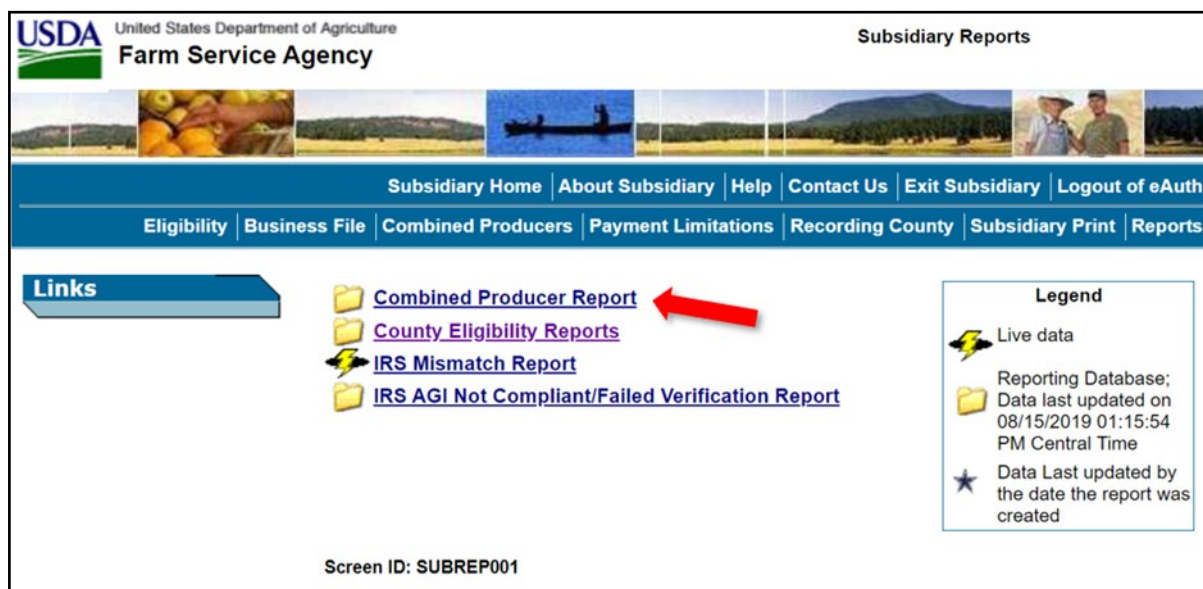 USDA
United States Department of Agriculture
Farm Service Agency
Subsidiary Reports
Subsidiary Home | About Subsidiary | Help | Contact Us | Exit Subsidiary | Logout of eAuth
Eligibility | Business File | Combined Producers | Payment Limitations | Recording County | Subsidiary Print | Reports
Links
Combined Producer Report
County Eligibility Reports
IRS Mismatch Report
IRS AGI Not Compliant/Failed Verification Report
Legend
Live data
Reporting Database;
Data last updated on
08/15/2019 01:15:54
PM Central Time
Data Last updated by
the date the report was
created
Screen ID: SUBREP001